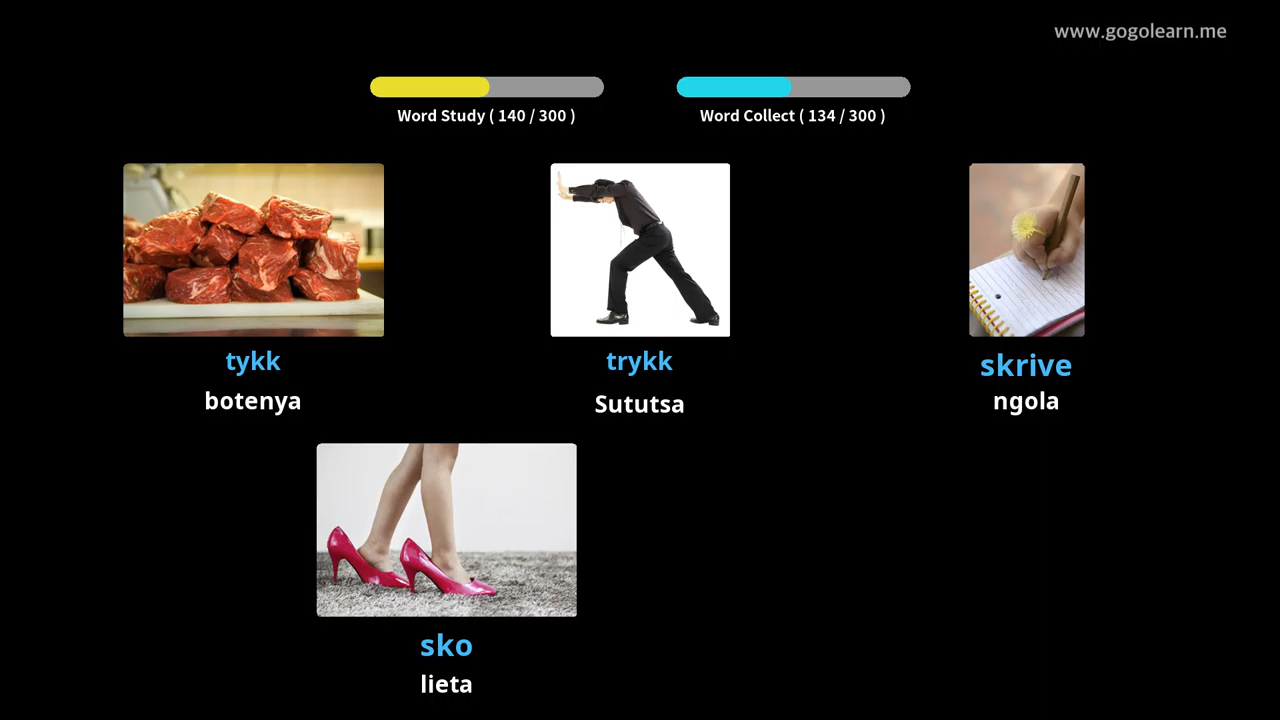 www.gogolearn.me
Word Study ( 140 / 300 )
Word Collect ( 134 / 300 )
tykk
botenya
trykk
Sututsa
skrive
ngola
sko
lieta